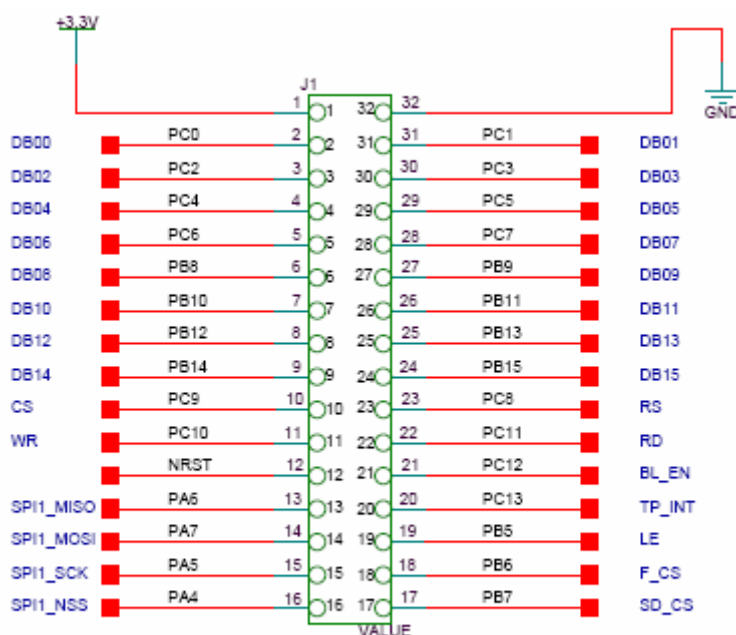 +3.3V
J1
GND
1 1 32 32
DB00 PC0 2 2 31 31 PC1 DB01
DB02 PC2 3 3 30 30 PC3 DB03
DB04 PC4 4 4 29 29 PC5 DB05
DB06 PC6 5 5 28 28 PC7 DB07
DB08 PB8 6 6 27 27 PB9 DB09
DB10 PB10 7 7 26 26 PB11 DB11
DB12 PB12 8 8 25 25 PB13 DB13
DB14 PB14 9 9 24 24 PB15 DB15
CS PC9 10 10 23 23 PC8 RS
WR PC10 11 11 22 22 PC11 RD
NRST 12 12 21 21 PC12 BL_EN
SPI1_MISO PA6 13 13 20 20 PC13 TP_INT
SPI1_MOSI PA7 14 14 19 19 PB5 LE
SPI1_SCK PA5 15 15 18 18 PB6 F_CS
SPI1_NSS PA4 16 16 17 17 PB7 SD_CS
VALUE